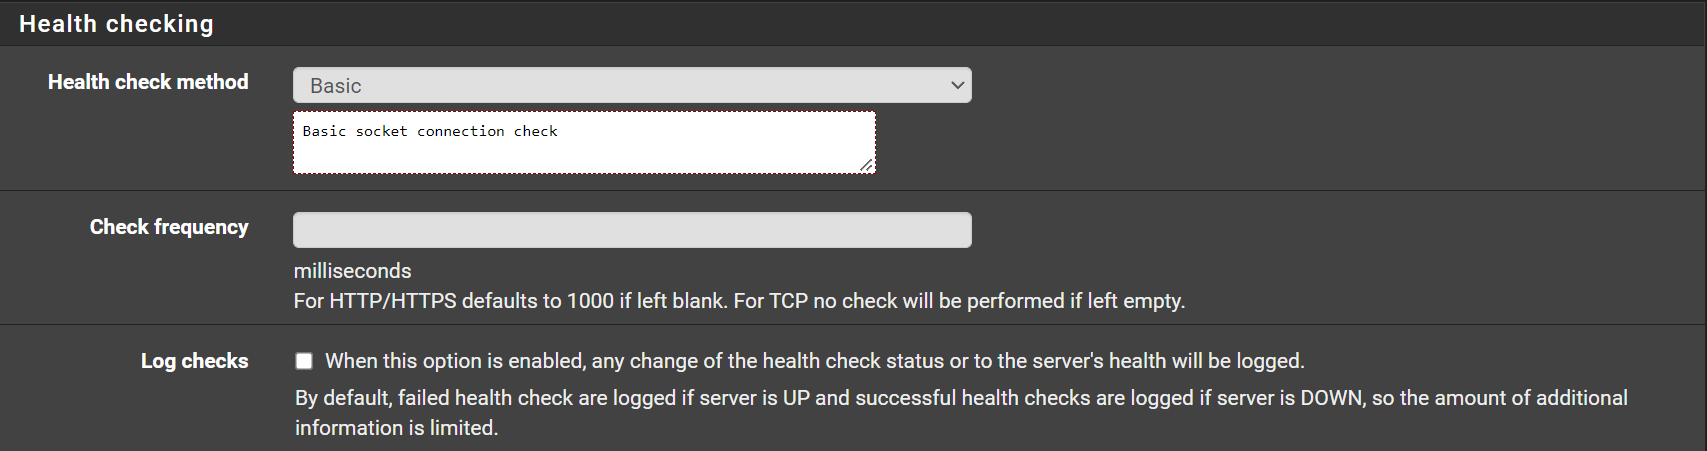 Health checking
Health check method
Basic
Basic socket connection check
Check frequency
milliseconds
For HTTP/HTTPS defaults to 1000 if left blank. For TCP no check will be performed if left empty.
Log checks
When this option is enabled, any change of the health check status or to the server's health will be logged.
By default, failed health check are logged if server is UP and successful health checks are logged if server is DOWN, so the amount of additional
information is limited.